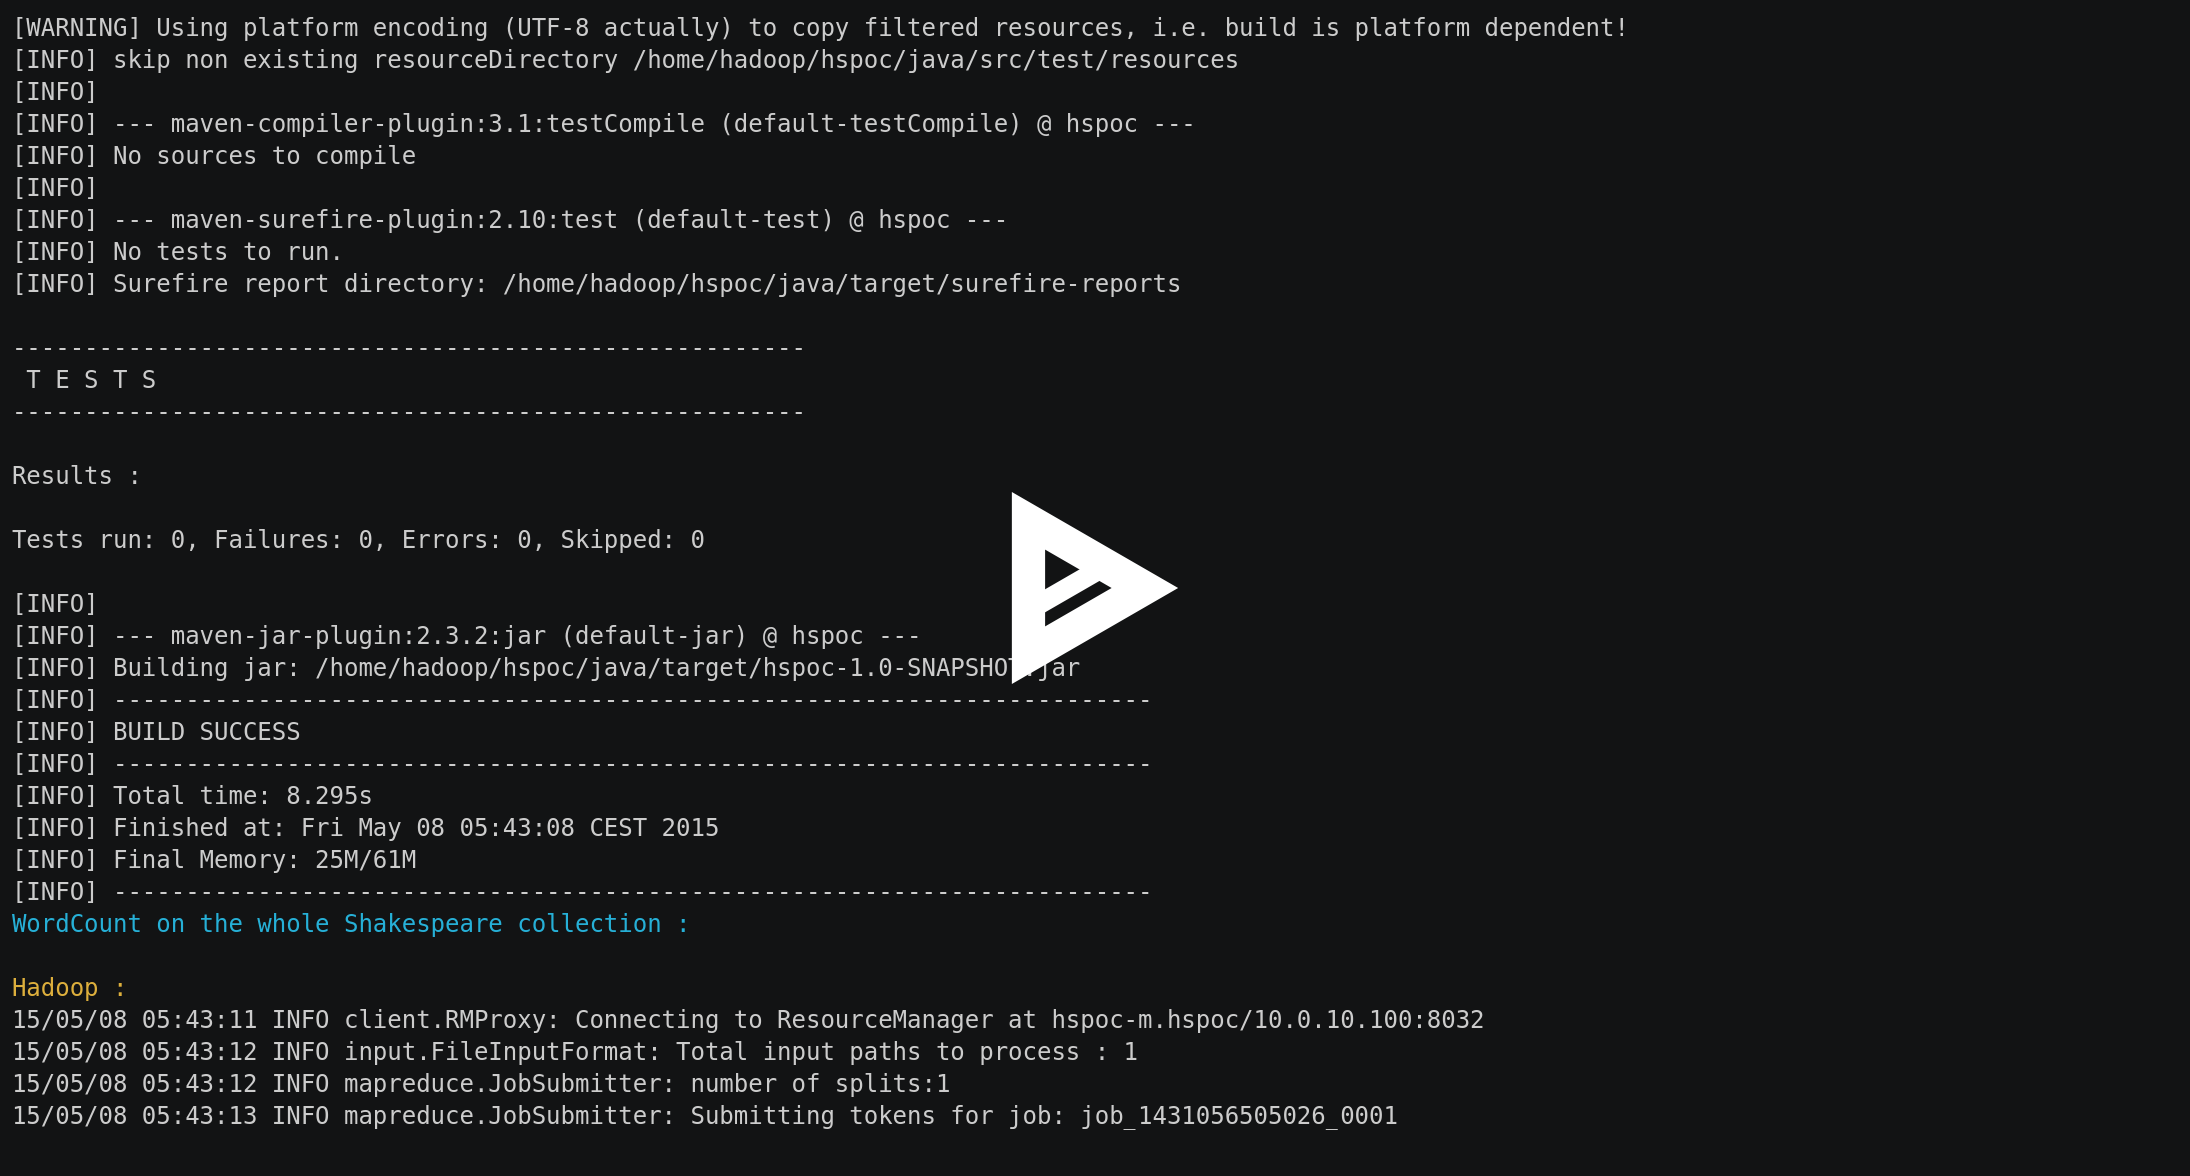 [WARNING] Using platform encoding (UTF-8 actually) to copy filtered resources, i.e. build is platform dependent!
[INFO] skip non existing resourceDirectory /home/hadoop/hspoc/java/src/test/resources
[INFO]
[INFO] --- maven-compiler-plugin:3.1:testCompile (default-testCompile) @ hspoc ---
[INFO] No sources to compile
[INFO]
[INFO] --- maven-surefire-plugin:2.10:test (default-test) @ hspoc ---
[INFO] No tests to run.
[INFO] Surefire report directory: /home/hadoop/hspoc/java/target/surefire-reports

-------------------------------------------------------
 T E S T S
-------------------------------------------------------

Results :

Tests run: 0, Failures: 0, Errors: 0, Skipped: 0

[INFO]
[INFO] --- maven-jar-plugin:2.3.2:jar (default-jar) @ hspoc ---
[INFO] Building jar: /home/hadoop/hspoc/java/target/hspoc-1.0-SNAPSHOT.jar
[INFO] ------------------------------------------------------------------------
[INFO] BUILD SUCCESS
[INFO] ------------------------------------------------------------------------
[INFO] Total time: 8.295s
[INFO] Finished at: Fri May 08 05:43:08 CEST 2015
[INFO] Final Memory: 25M/61M
[INFO] ------------------------------------------------------------------------
WordCount on the whole Shakespeare collection :

Hadoop :
15/05/08 05:43:11 INFO client.RMProxy: Connecting to ResourceManager at hspoc-m.hspoc/10.0.10.100:8032
15/05/08 05:43:12 INFO input.FileInputFormat: Total input paths to process : 1
15/05/08 05:43:12 INFO mapreduce.JobSubmitter: number of splits:1
15/05/08 05:43:13 INFO mapreduce.JobSubmitter: Submitting tokens for job: job_1431056505026_0001